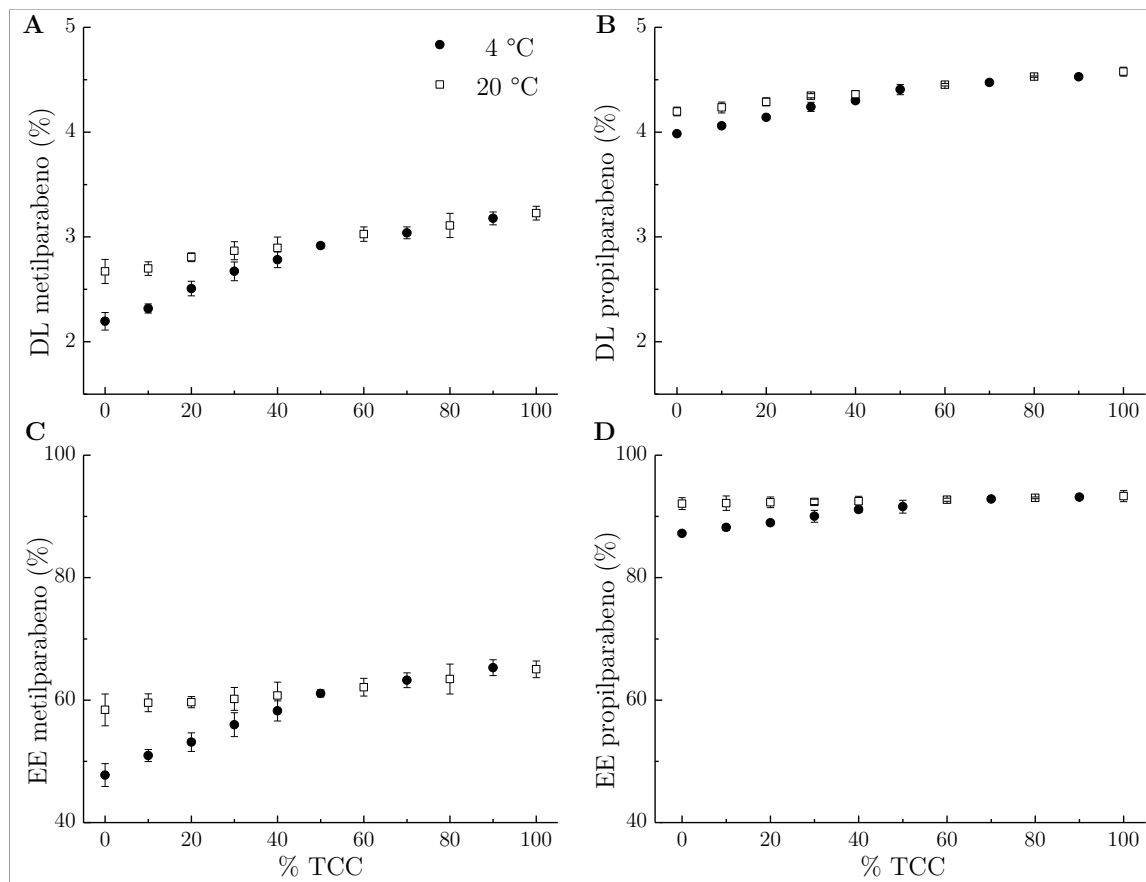 A
5
4
3
2
DL metilparabeno (%)
4 °C
20 °C
0 20 40 60 80 100
B
5
4
3
2
DL propilparabeno (%)
0 20 40 60 80 100
C
100
80
60
40
EE metilparabeno (%)
0 20 40 60 80 100
% TCC
D
100
80
60
40
EE propilparabeno (%)
0 20 40 60 80 100
% TCC